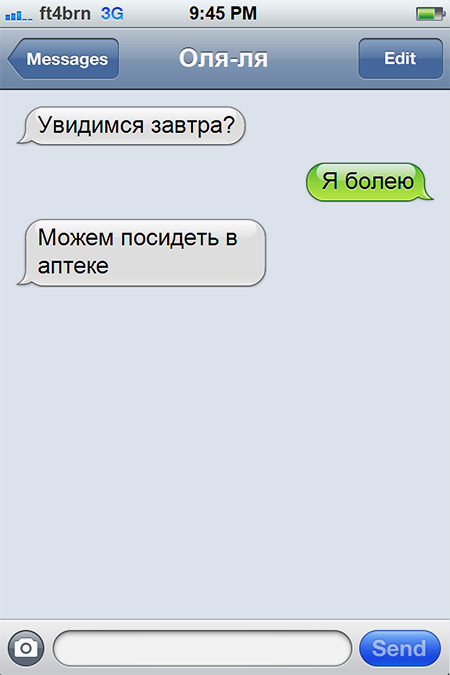 ft4brn 3G 9:45 PM
Messages Оля-ля Edit
Увидимся завтра?
Я болею
Можем посидеть в
аптеке
Send